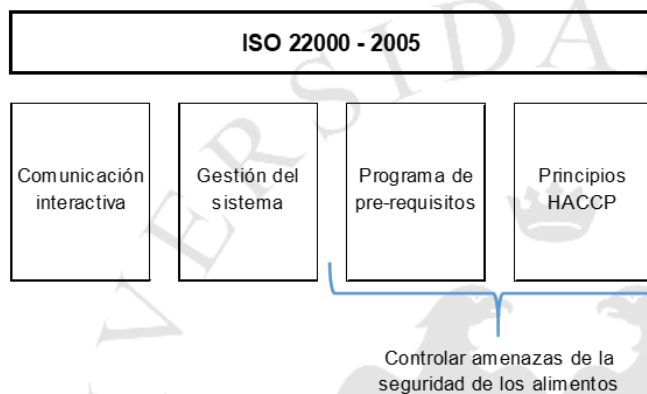 ISO 22000 - 2005
Comunicación
interactiva
Gestión del
sistema
Programa de
pre-requisitos
Principios
HACCP
Controlar amenazas de la
seguridad de los alimentos
VERSIDA